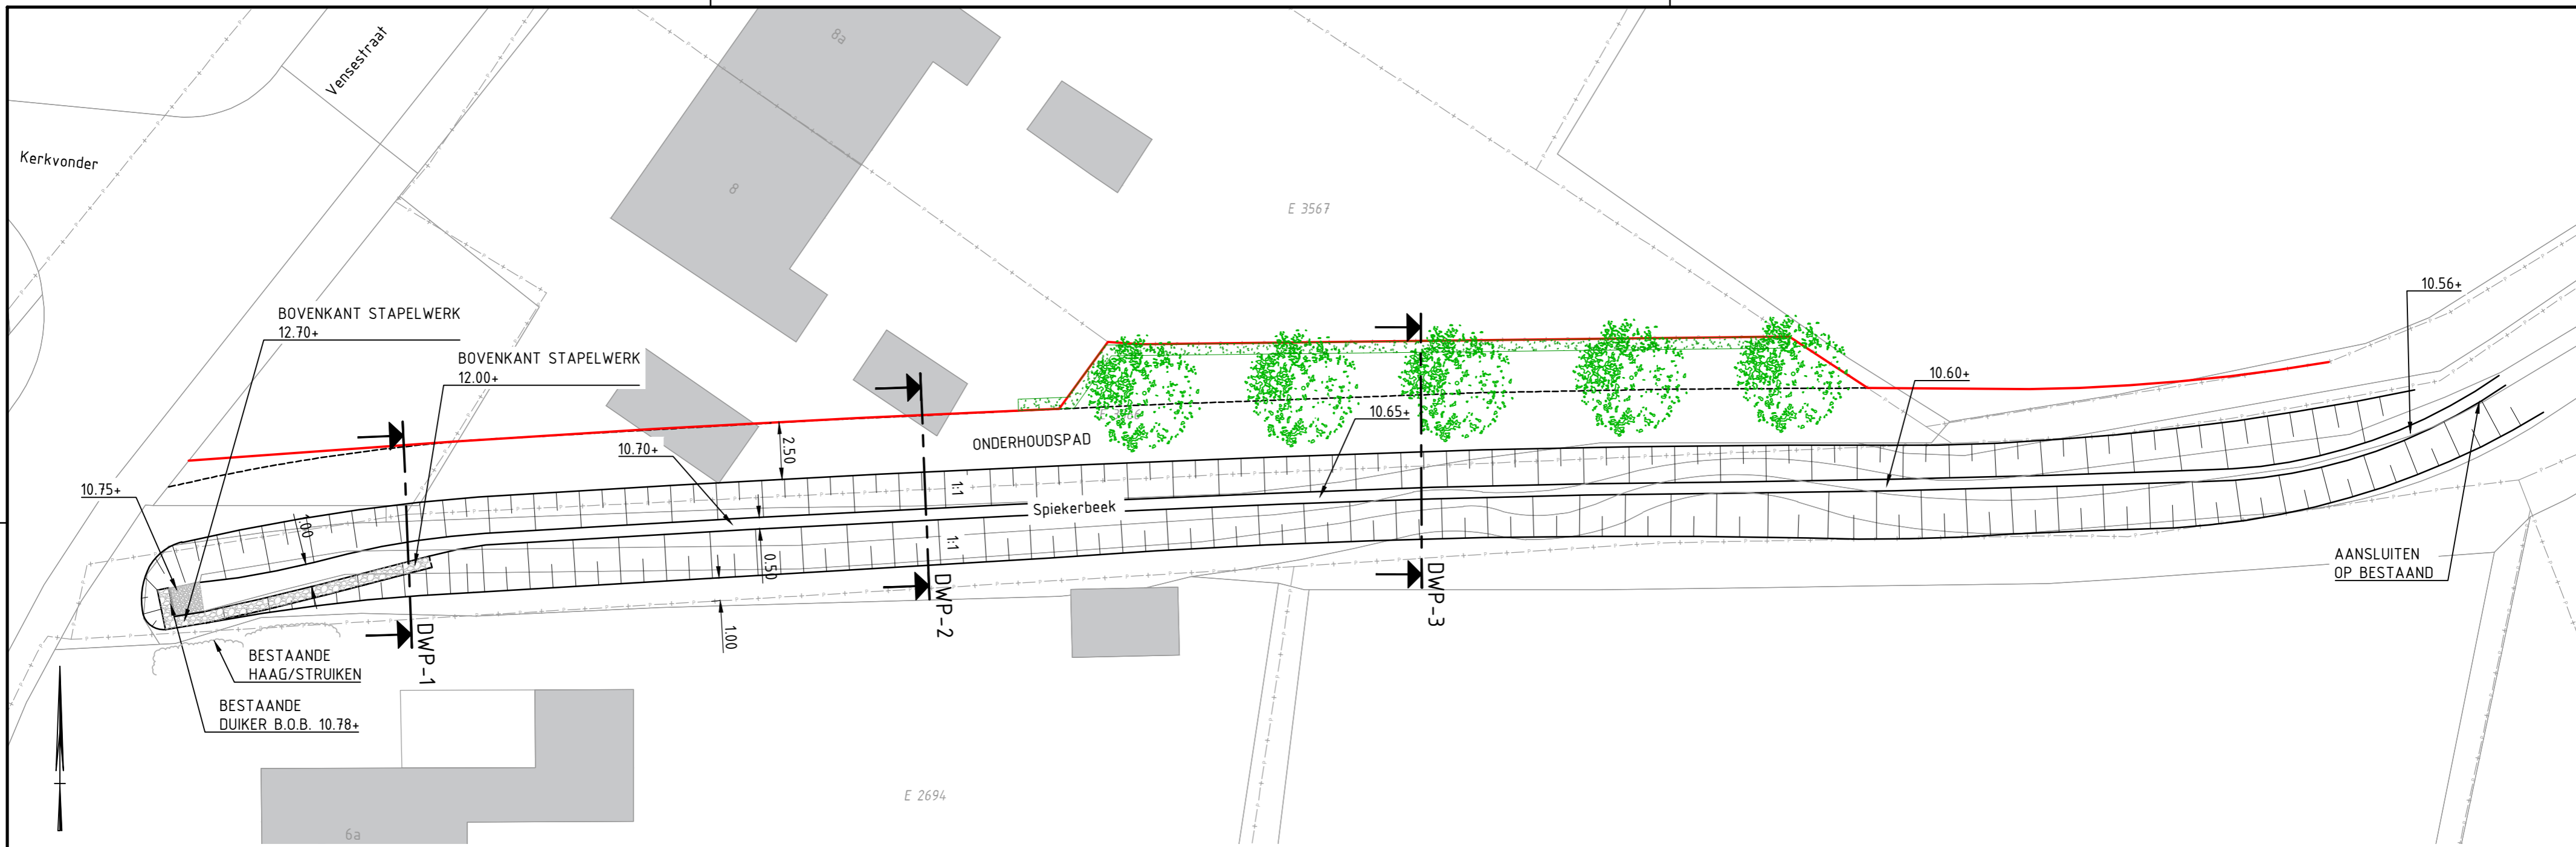 Vensestraat
Kerkvonder
8a
8
E 3567
BOVENKANT STAPELWERK
12.70+
BOVENKANT STAPELWERK
12.00+
10.56+
10.60+
10.65+
ONDERHOUDSPAD
2.50
10.70+
10.75+
1:1
Spiekerbeek
1:1
1.00
0.50
1.00
DWP-1
DWP-2
DWP-3
AANSLUITEN
OP BESTAAND
BESTAANDE
HAAG/STRUIKEN
BESTAANDE
DUIKER B.O.B. 10.78+
E 2694
6a